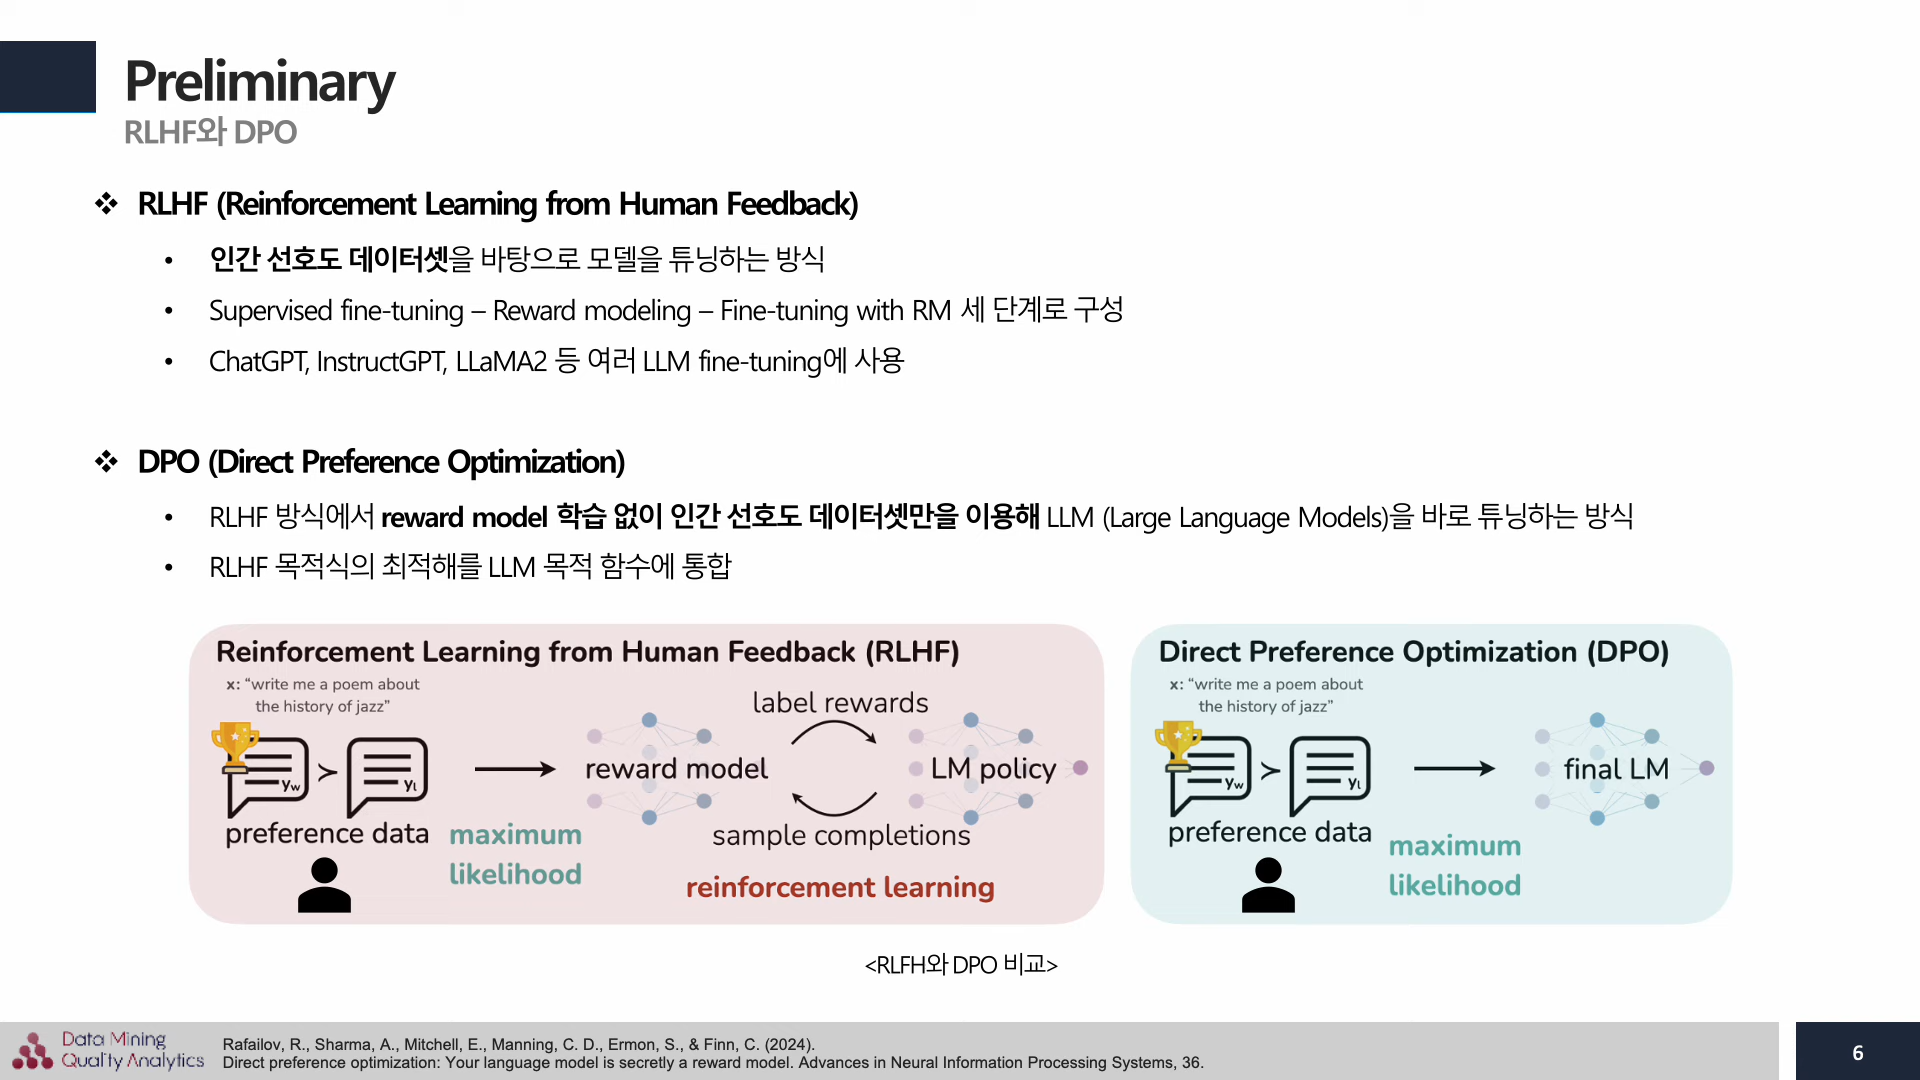 Preliminary
RLHF와 DPO
❖ RLHF (Reinforcement Learning from Human Feedback)
• 인간 선호도 데이터셋을 바탕으로 모델을 튜닝하는 방식
• Supervised fine-tuning – Reward modeling – Fine-tuning with RM 세 단계로 구성
• ChatGPT, InstructGPT, LLaMA2 등 여러 LLM fine-tuning에 사용
❖ DPO (Direct Preference Optimization)
• RLHF 방식에서 reward model 학습 없이 인간 선호도 데이터셋만을 이용해 LLM (Large Language Models)을 바로 튜닝하는 방식
• RLHF 목적식의 최적해를 LLM 목적 함수에 통합
Reinforcement Learning from Human Feedback (RLHF)
x: “write me a poem about
the history of jazz”
label rewards
yw ≻ yl
reward model
LM policy
preference data
sample completions
maximum
likelihood
reinforcement learning
Direct Preference Optimization (DPO)
x: “write me a poem about
the history of jazz”
yw ≻ yl
final LM
preference data
maximum
likelihood
<RLFH와 DPO 비교>
Data Mining
Quality Analytics
Rafailov, R., Sharma, A., Mitchell, E., Manning, C. D., Ermon, S., & Finn, C. (2024).
Direct preference optimization: Your language model is secretly a reward model. Advances in Neural Information Processing Systems, 36.
6